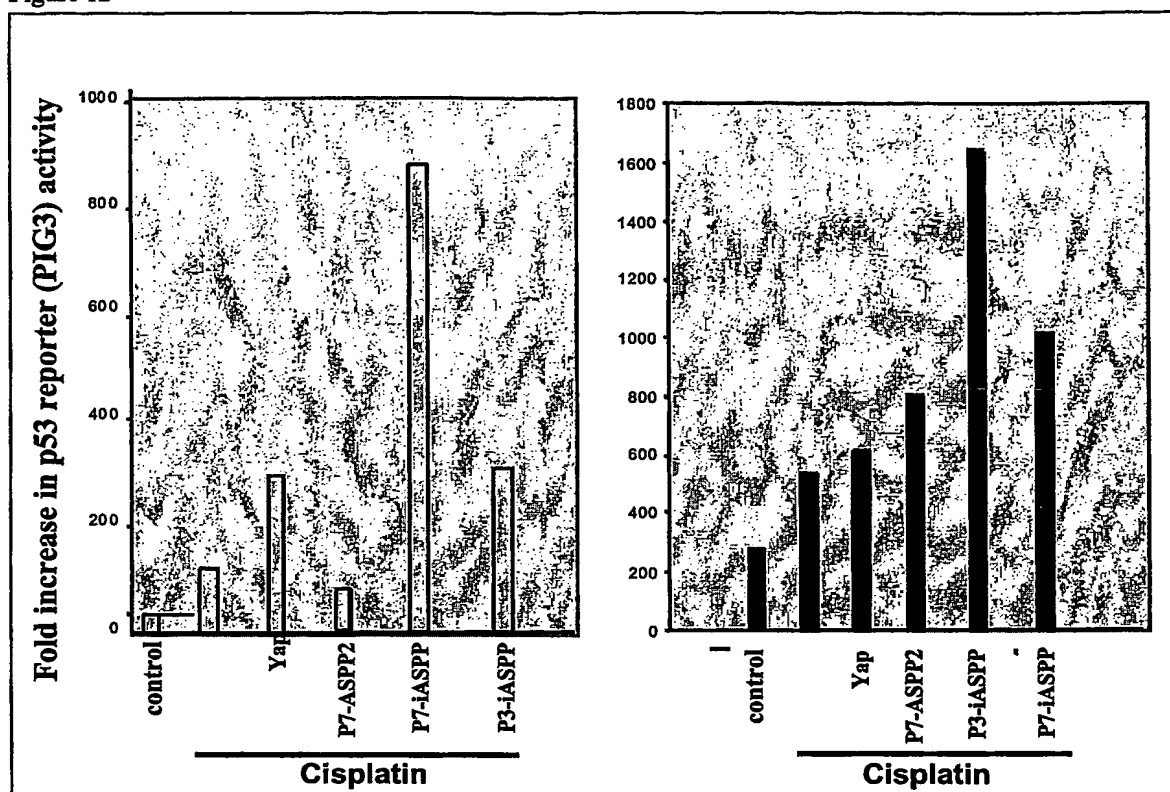 Fold increase in p53 reporter (PIG3) activity
1000
800
600
400
200
0
control
Yap
P7-ASPP2
P7-iASPP
P3-iASPP
Cisplatin
1800
1600
1400
1200
1000
800
600
400
200
0
control
Yap
P7-ASPP2
P3-iASPP
P7-iASPP
Cisplatin